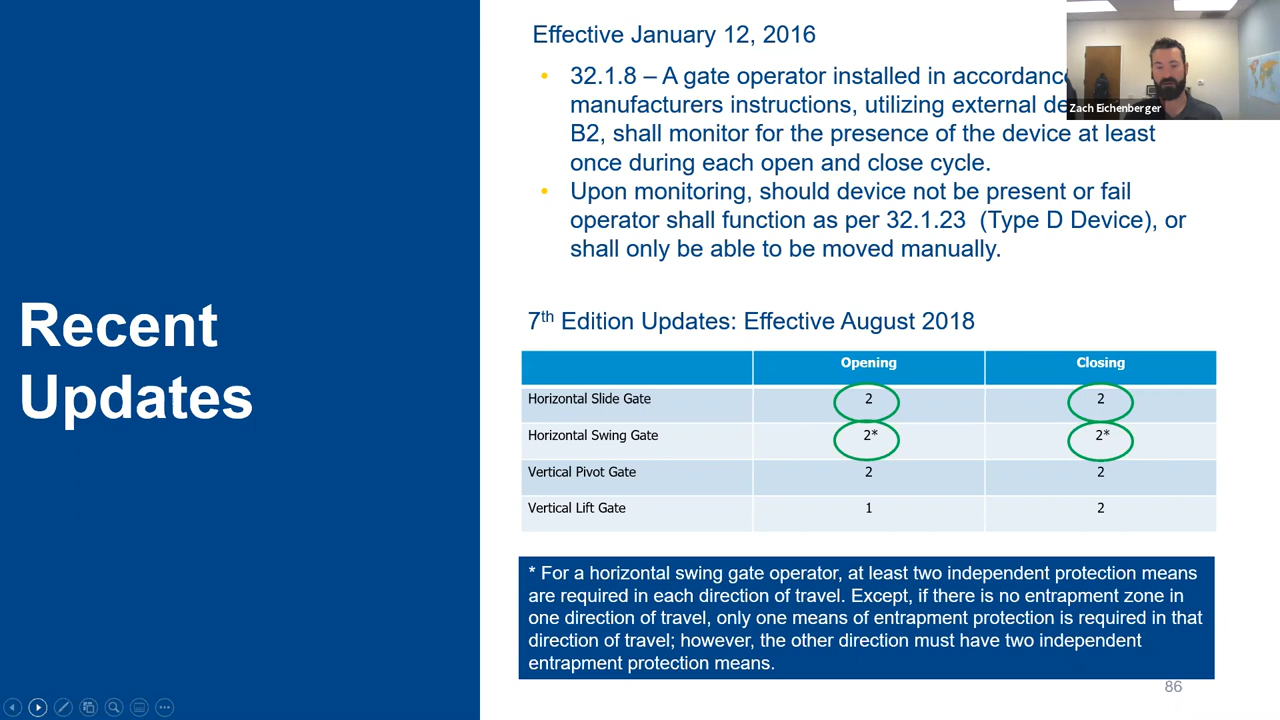 Recent
Updates
Effective January 12, 2016
• 32.1.8 – A gate operator installed in accordance
manufacturers instructions, utilizing external
B2, shall monitor for the presence of the device at least
once during each open and close cycle.
• Upon monitoring, should device not be present or fail
operator shall function as per 32.1.23 (Type D Device), or
shall only be able to be moved manually.
Zach Eichenberger
7th Edition Updates: Effective August 2018
Opening Closing
Horizontal Slide Gate 2 2
Horizontal Swing Gate 2* 2*
Vertical Pivot Gate 2 2
Vertical Lift Gate 1 2
* For a horizontal swing gate operator, at least two independent protection means
are required in each direction of travel. Except, if there is no entrapment zone in
one direction of travel, only one means of entrapment protection is required in that
direction of travel; however, the other direction must have two independent
entrapment protection means.
86